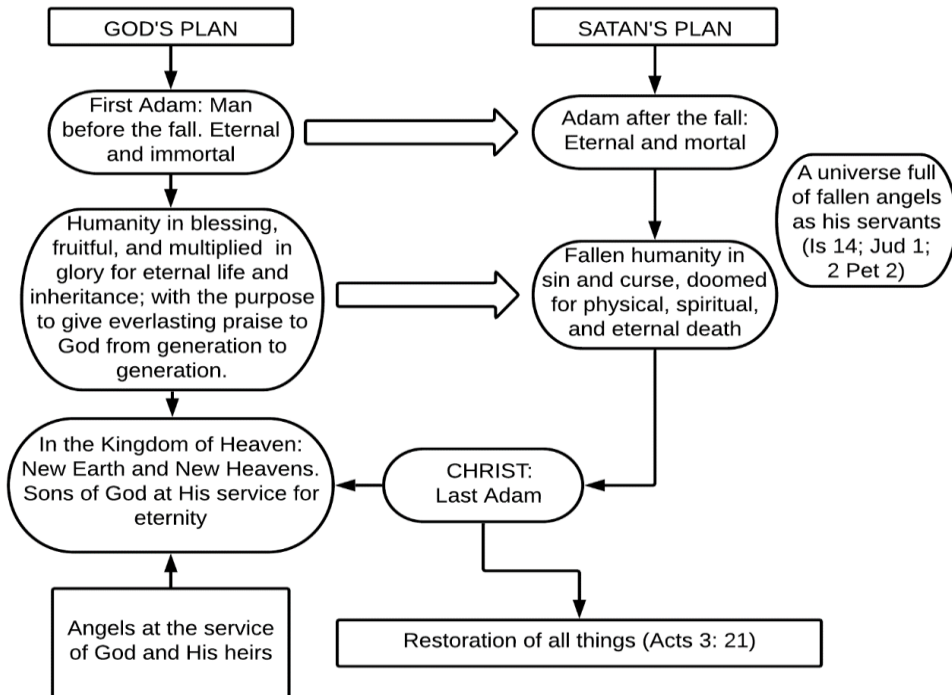 GOD'S PLAN
SATAN'S PLAN
First Adam: Man
before the fall. Eternal
and immortal
Adam after the fall:
Eternal and mortal
A universe full
of fallen angels
as his servants
(Is 14; Jud 1;
2 Pet 2)
Humanity in blessing,
fruitful, and multiplied in
glory for eternal life and
inheritance; with the purpose
to give everlasting praise to
God from generation to
generation.
Fallen humanity in
sin and curse, doomed
for physical, spiritual,
and eternal death
In the Kingdom of Heaven:
New Earth and New Heavens.
Sons of God at His service for
eternity
CHRIST:
Last Adam
Angels at the service
of God and His heirs
Restoration of all things (Acts 3: 21)